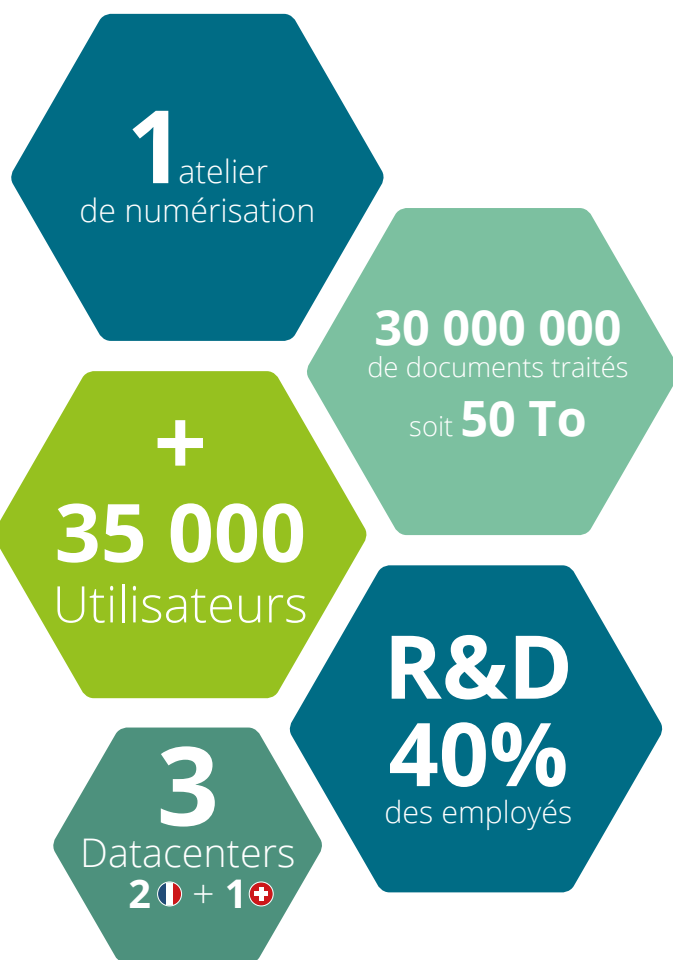 1 atelier
de numérisation
30 000 000
de documents traités
soit 50 To
+
35 000
Utilisateurs
R&D
40%
des employés
3
Datacenters
2 + 1